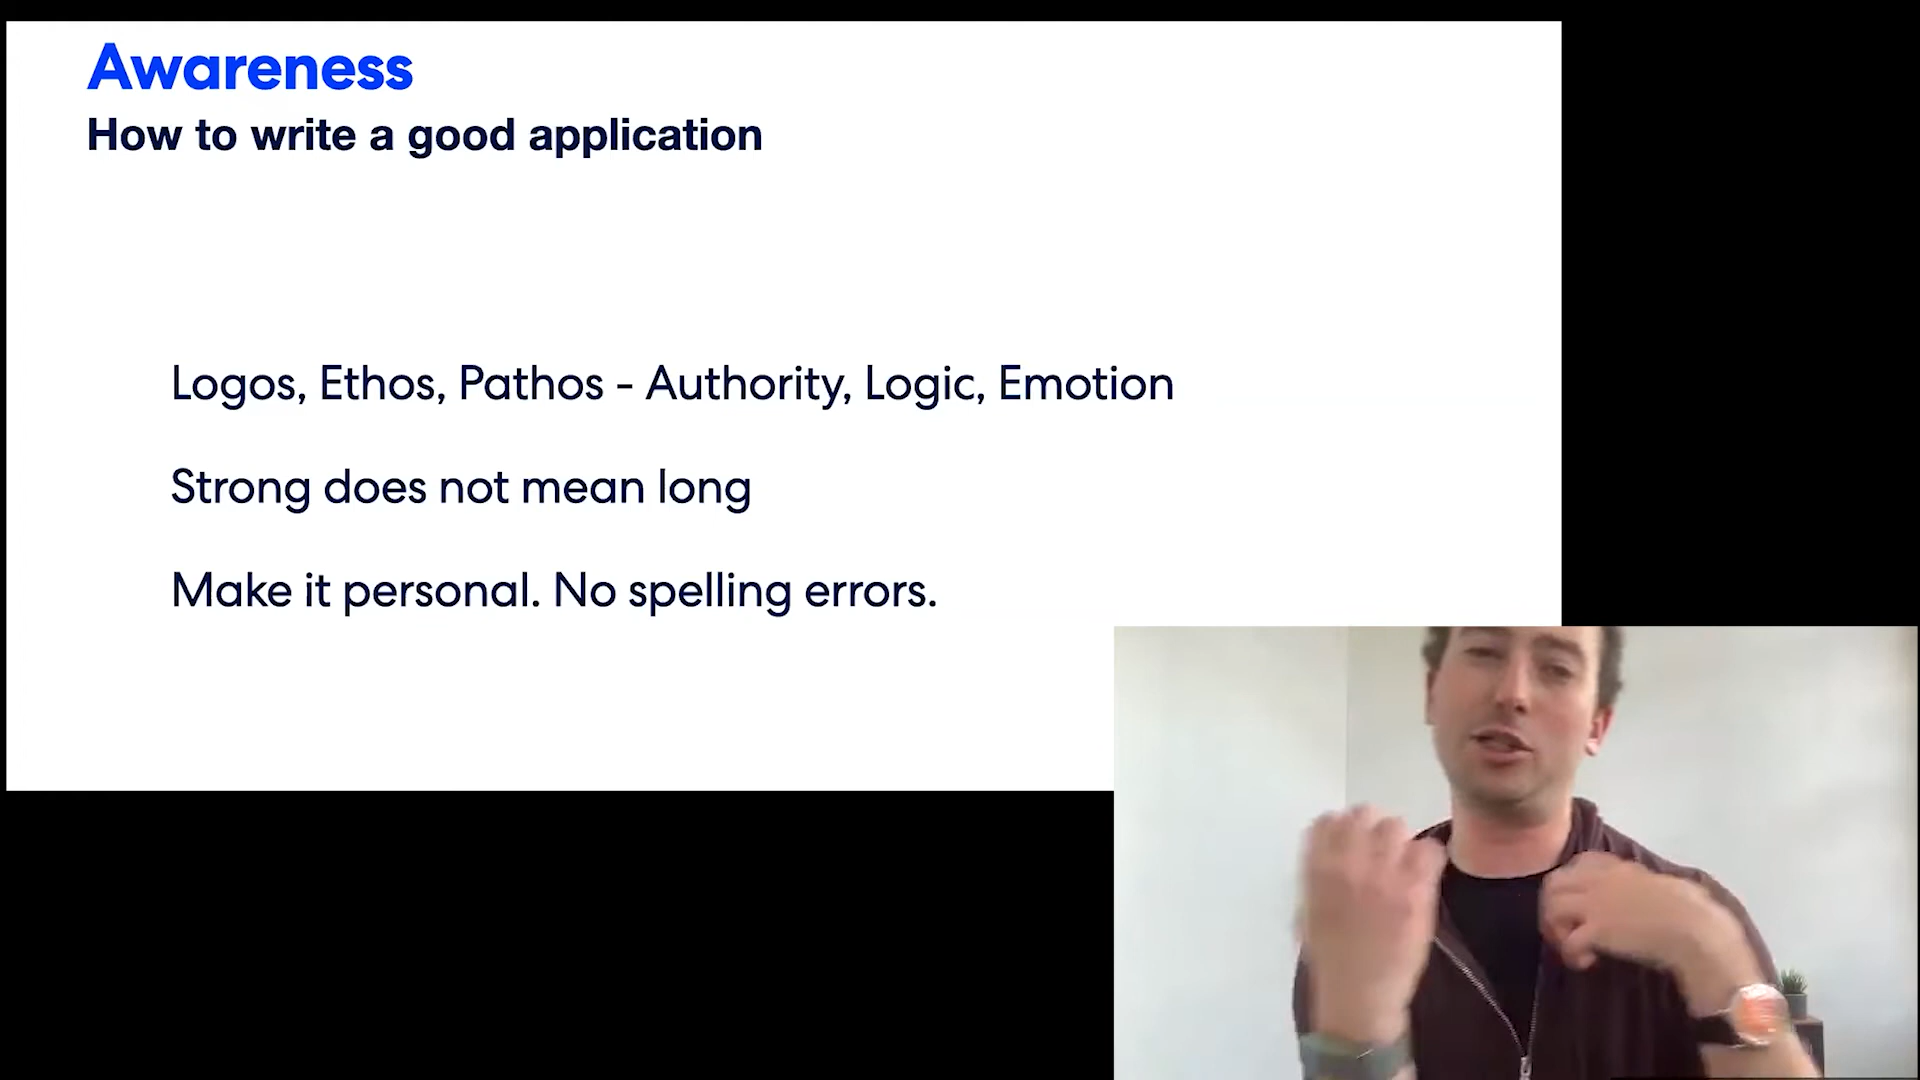 Awareness
How to write a good application
Logos, Ethos, Pathos - Authority, Logic, Emotion
Strong does not mean long
Make it personal. No spelling errors.